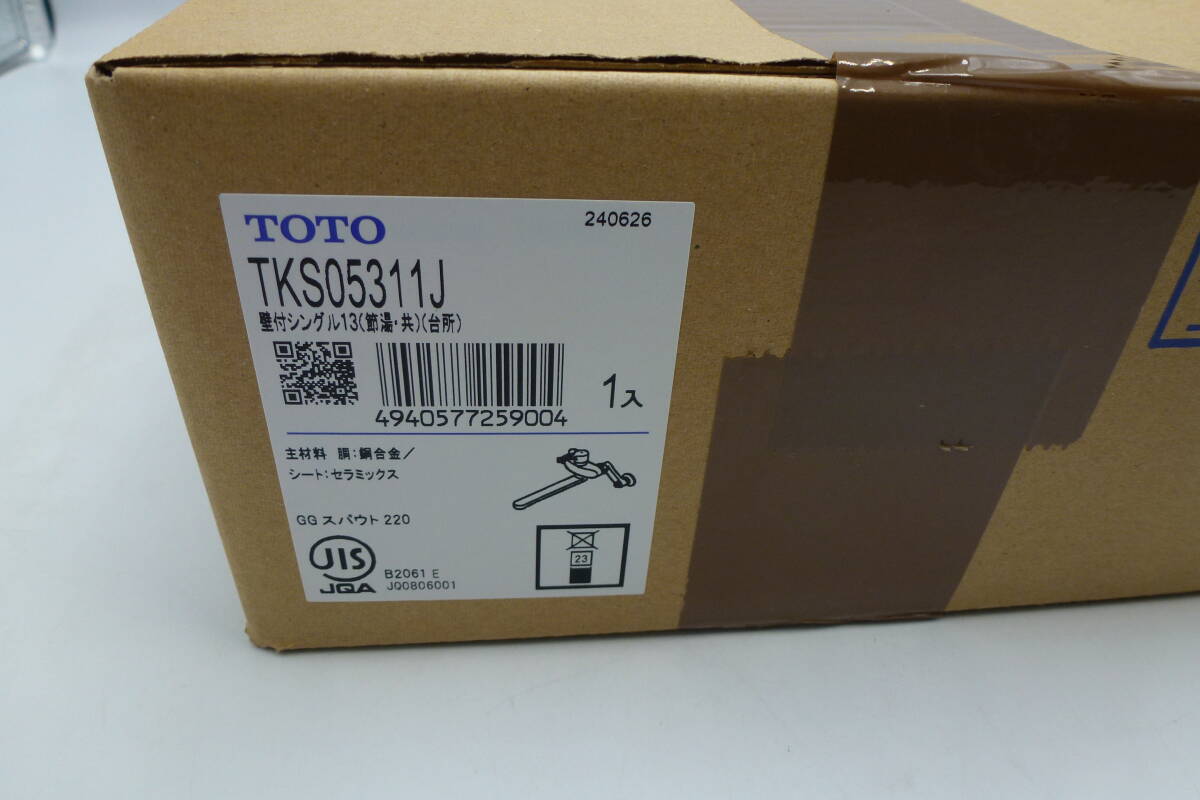 TOTO
240626
TKS05311J
壁付シングル13(節湯・共)(台所)
4940577259004
1入
主材料 胴:銅合金/
シート:セラミックス
GG スパウト 220
JIS
JQA
B2061 E
JQ0806001
23